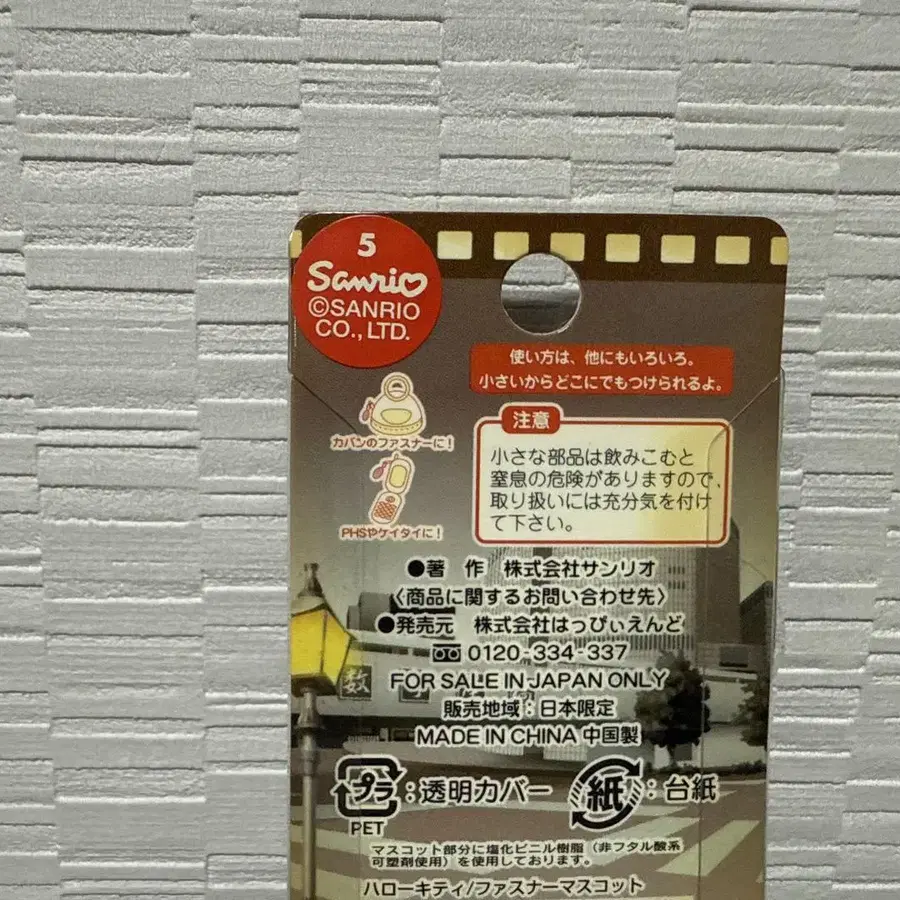 5
Sanrio
©SANRIO
CO., LTD.
使い方は、他にもいろいろ。
小さいからどこにでもつけられるよ。
カバンのファスナーに!
PHSやケイタイに!
注意
小さな部品は飲みこむと
窒息の危険がありますので、
取り扱いには充分気を付け
て下さい。
●著 作 株式会社サンリオ
〈商品に関するお問い合わせ先〉
●発売元 株式会社はっぴぃえんど
0120-334-337
FOR SALE IN JAPAN ONLY
販売地域:日本限定
MADE IN CHINA 中国製
プラ:透明カバー
PET
紙:台紙
マスコット部分に塩化ビニル樹脂(非フタル酸系
可塑剤使用)を使用しております。
ハローキティ/ファスナーマスコット
数